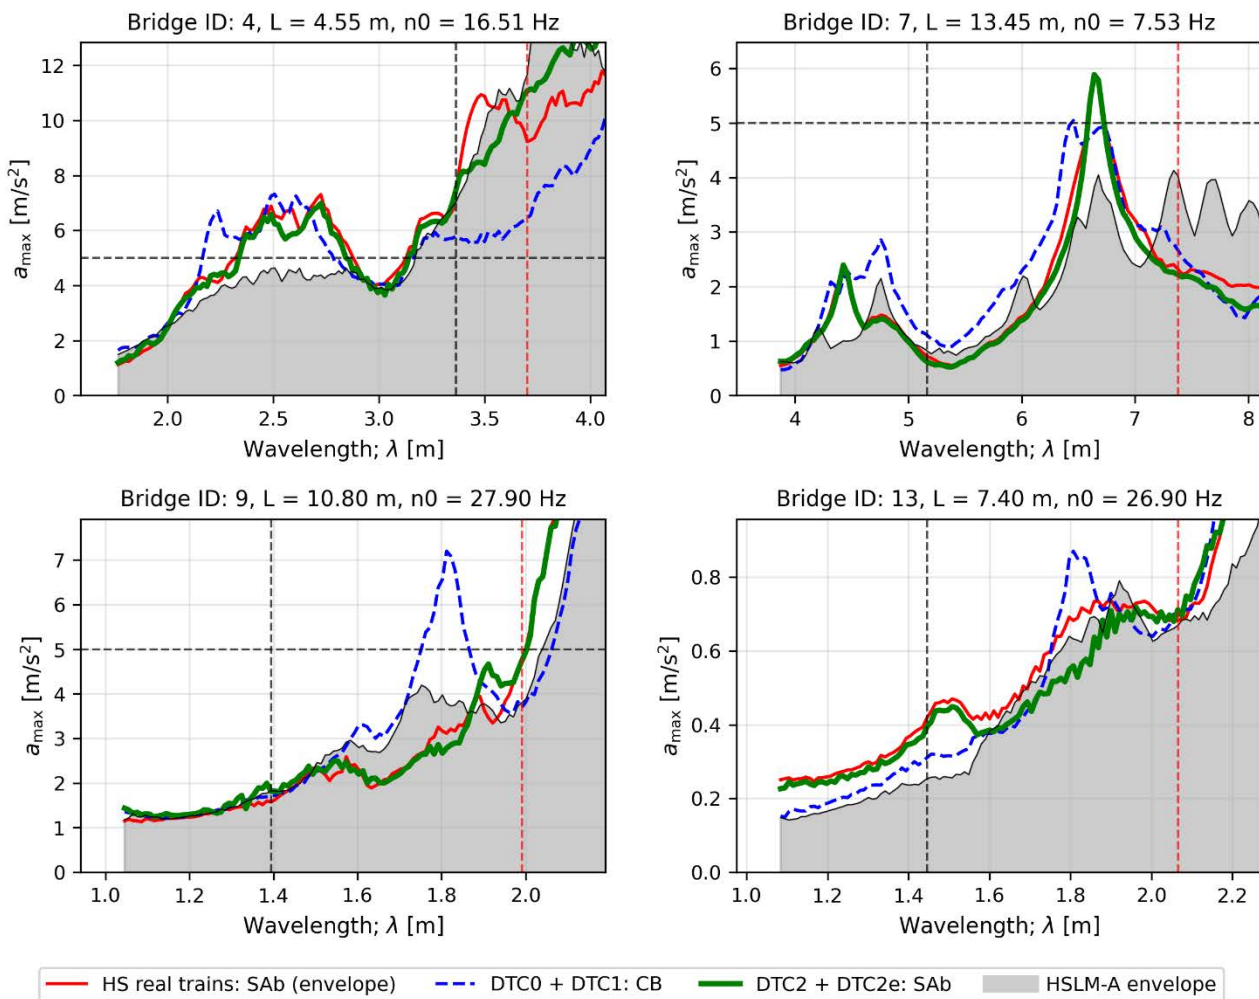 Bridge ID: 4, L = 4.55 m, n0 = 16.51 Hz
a_max [m/s²]
12
10
8
6
4
2
0
2.0 2.5 3.0 3.5 4.0
Wavelength; λ [m]
Bridge ID: 7, L = 13.45 m, n0 = 7.53 Hz
a_max [m/s²]
6
5
4
3
2
1
0
4 5 6 7 8
Wavelength; λ [m]
Bridge ID: 9, L = 10.80 m, n0 = 27.90 Hz
a_max [m/s²]
7
6
5
4
3
2
1
0
1.0 1.2 1.4 1.6 1.8 2.0
Wavelength; λ [m]
Bridge ID: 13, L = 7.40 m, n0 = 26.90 Hz
a_max [m/s²]
0.8
0.6
0.4
0.2
0.0
1.0 1.2 1.4 1.6 1.8 2.0 2.2
Wavelength; λ [m]
HS real trains: SAb (envelope) DTC0 + DTC1: CB DTC2 + DTC2e: SAb HSLM-A envelope